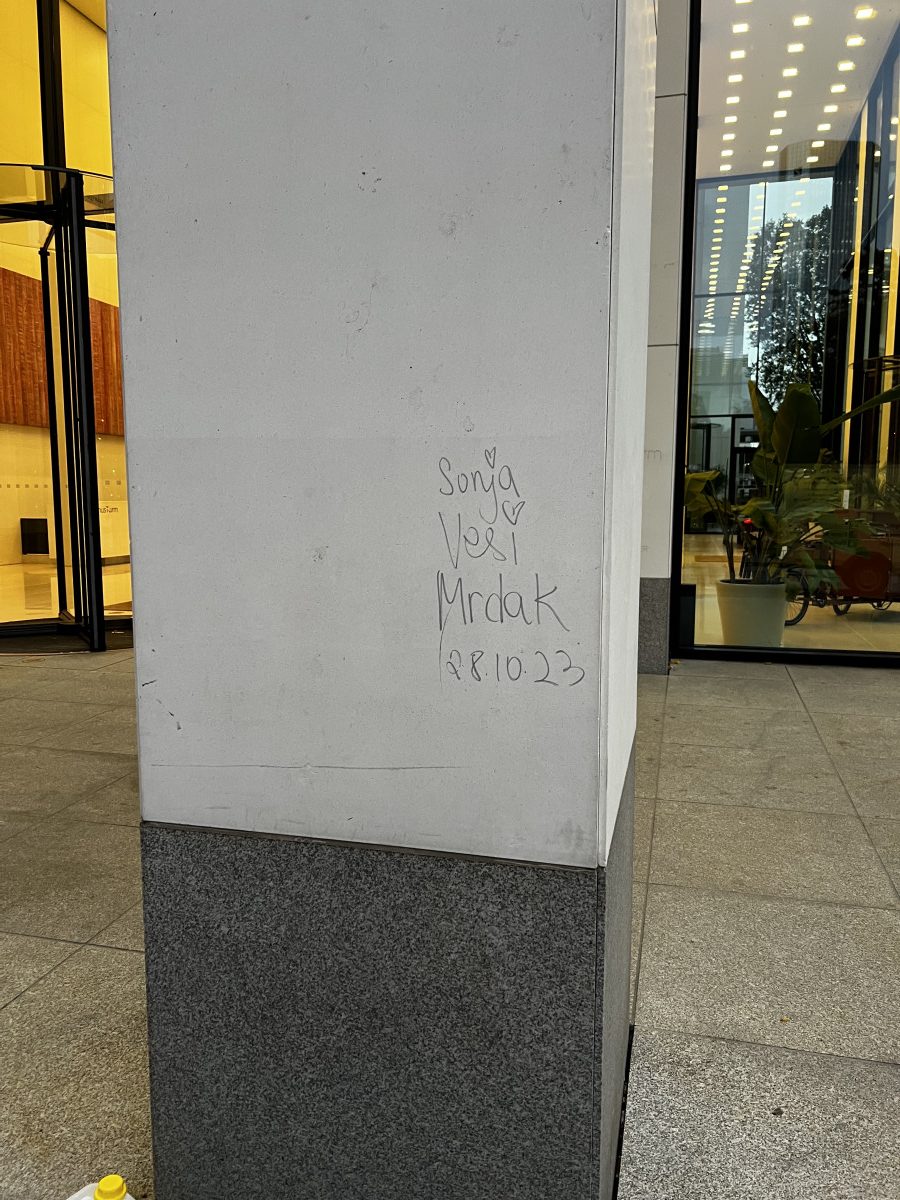 Sonja
Vesi
Mrdak
28.10.23